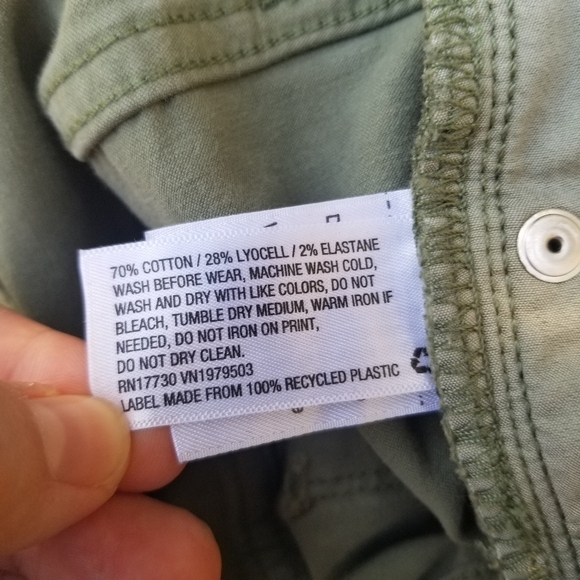 70% COTTON / 28% LYOCELL / 2% ELASTANE
WASH BEFORE WEAR, MACHINE WASH COLD,
WASH AND DRY WITH LIKE COLORS, DO NOT
BLEACH, TUMBLE DRY MEDIUM, WARM IRON IF
NEEDED, DO NOT IRON ON PRINT,
DO NOT DRY CLEAN.
RN17730 VN1979503
LABEL MADE FROM 100% RECYCLED PLASTIC